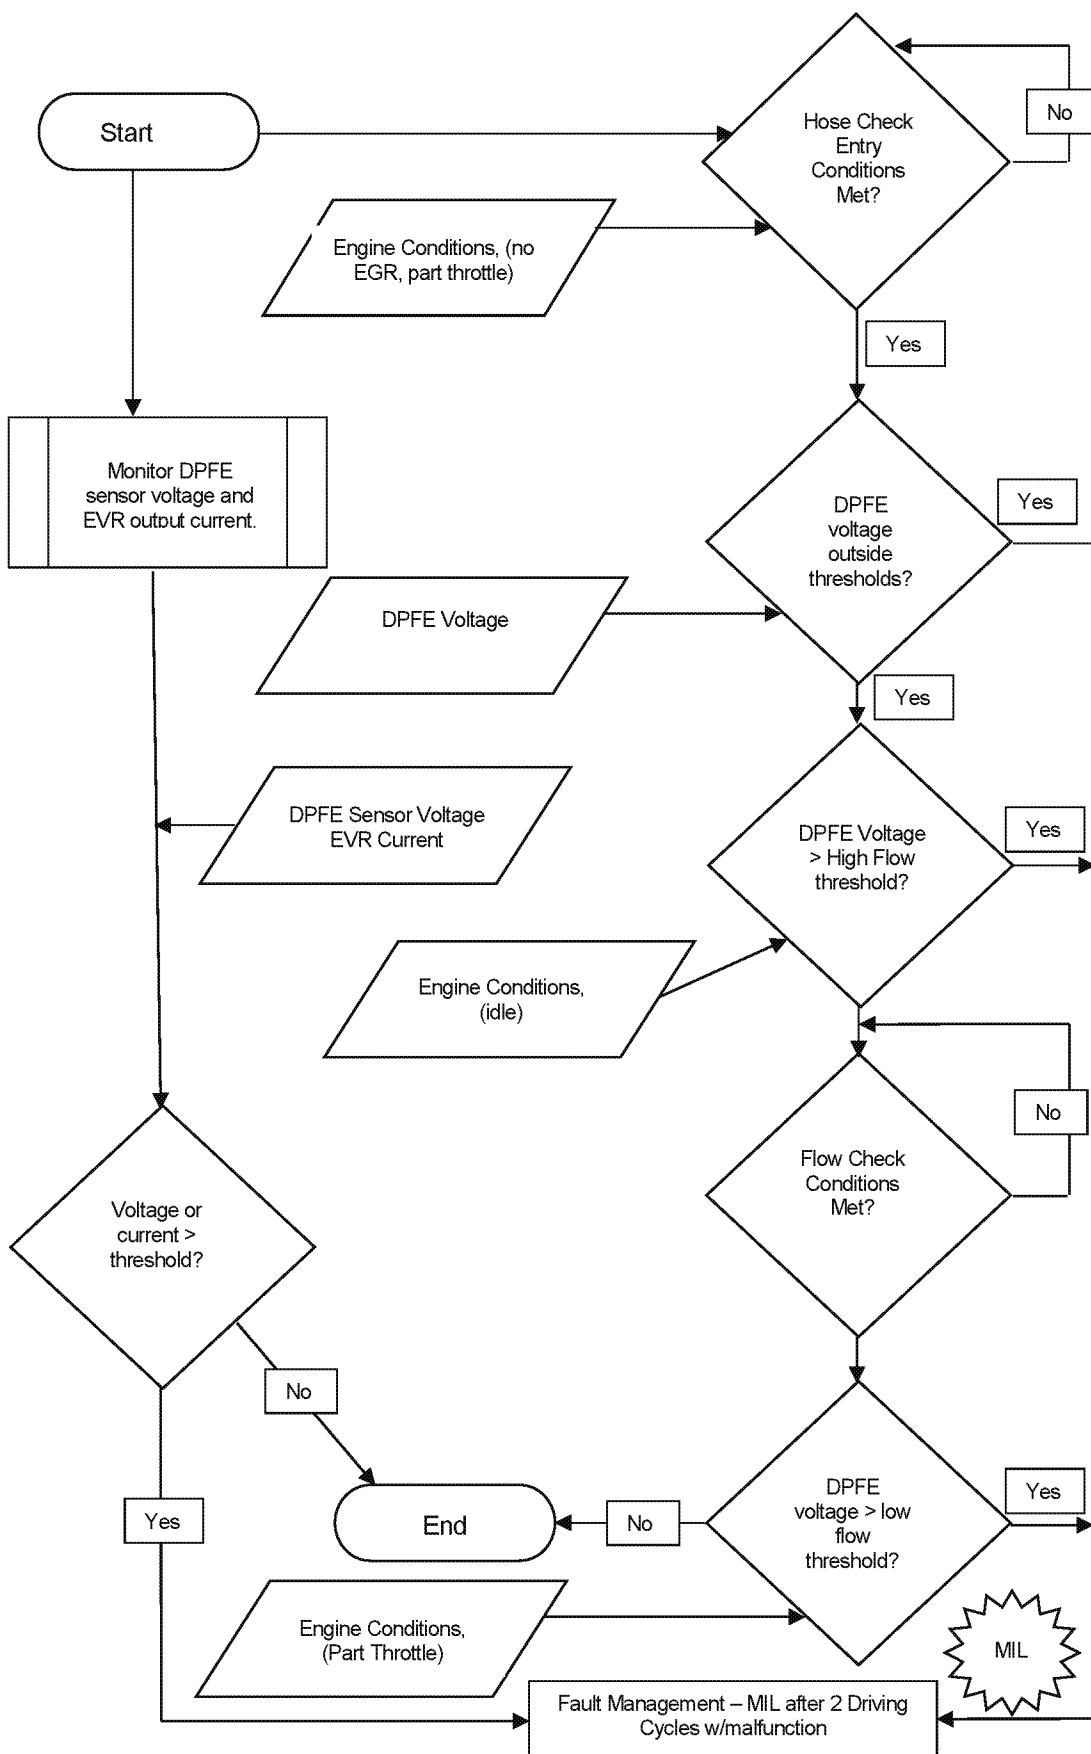 Start
Hose Check
Entry
Conditions
Met?
No
Engine Conditions, (no
EGR, part throttle)
Yes
Monitor DPFE
sensor voltage and
EVR output current.
DPFE
voltage
outside
thresholds?
Yes
DPFE Voltage
Yes
DPFE Sensor Voltage
EVR Current
DPFE Voltage
> High Flow
threshold?
Yes
Engine Conditions,
(idle)
No
Flow Check
Conditions
Met?
Voltage or
current >
threshold?
No
Yes
End
No
DPFE
voltage > low
flow
threshold?
Yes
Engine Conditions,
(Part Throttle)
MIL
Fault Management – MIL after 2 Driving
Cycles w/malfunction